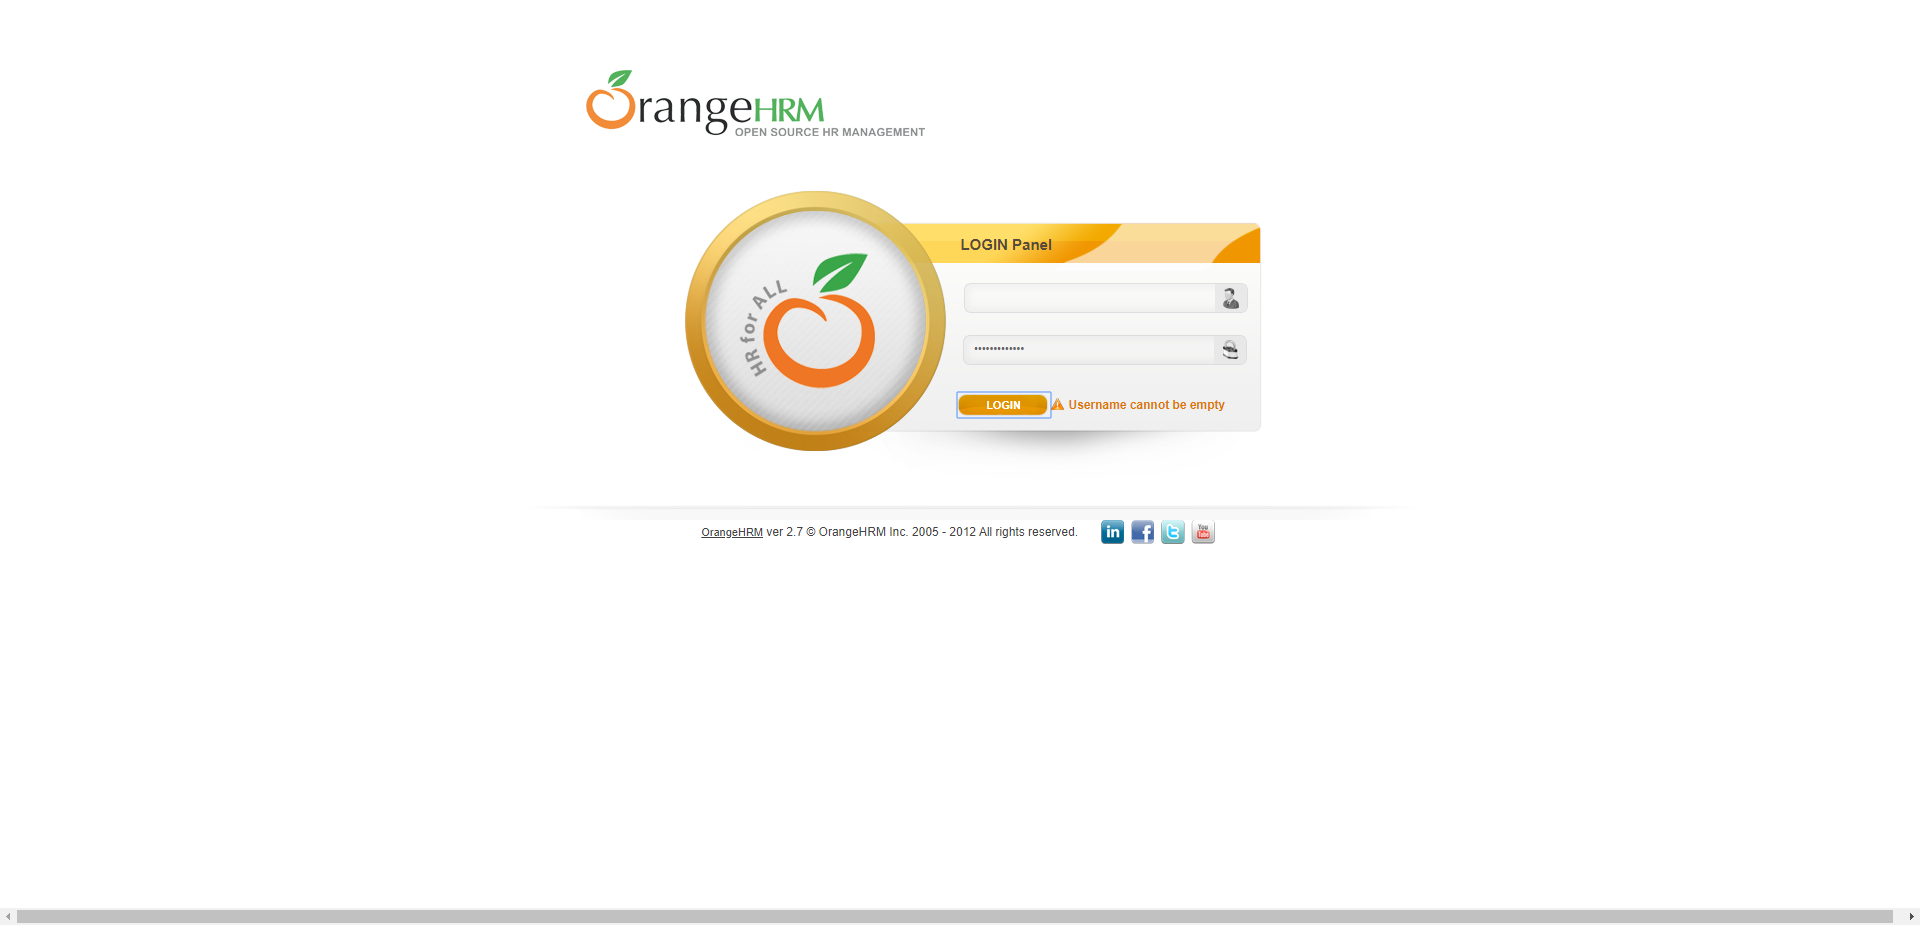 OrangeHRM
OPEN SOURCE HR MANAGEMENT
HR for ALL
LOGIN Panel
•••••••••••••
LOGIN
Username cannot be empty
OrangeHRM ver 2.7 © OrangeHRM Inc. 2005 - 2012 All rights reserved.
in f t You Tube